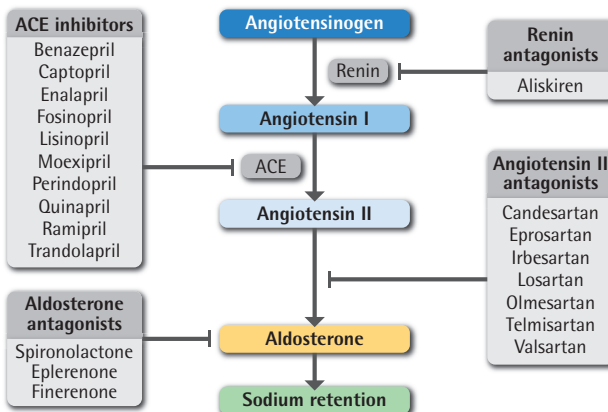 ACE inhibitors
Benazepril
Captopril
Enalapril
Fosinopril
Lisinopril
Moexipril
Perindopril
Quinapril
Ramipril
Trandolapril
Aldosterone
antagonists
Spironolactone
Eplerenone
Finerenone
Angiotensinogen
Renin
Angiotensin I
ACE
Angiotensin II
Aldosterone
Sodium retention
Renin
antagonists
Aliskiren
Angiotensin II
antagonists
Candesartan
Eprosartan
Irbesartan
Losartan
Olmesartan
Telmisartan
Valsartan